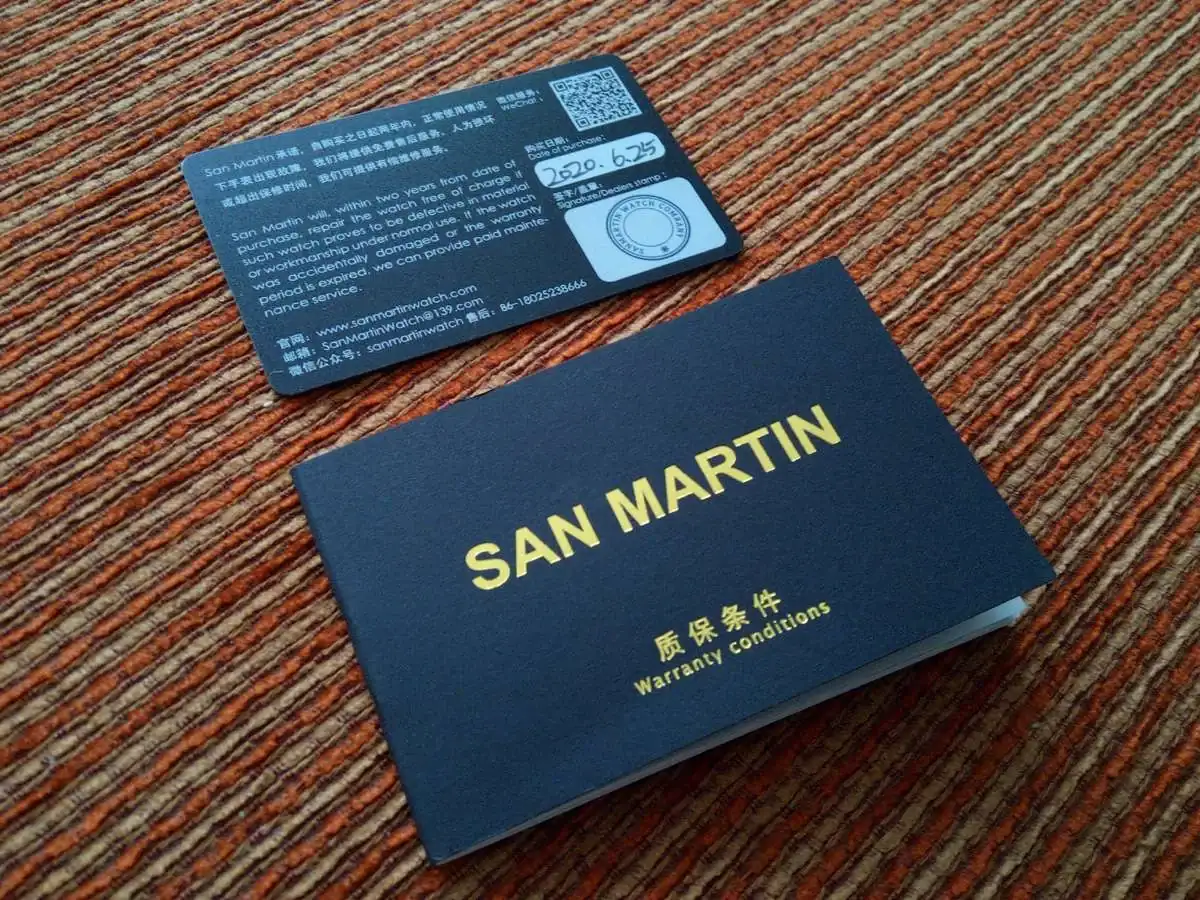 San Martin 承诺，自购买之日起两年内，正常使用情况
下手表出现故障，我们将提供免费售后服务，人为损坏
或超出保修时间，我们可提供有偿维修服务。
San Martin will, within two years from date of
purchase, repair the watch free of charge if
such watch proves to be defective in material
or workmanship under normal use. If the watch
was accidentally damaged or the warranty
period is expired, we can provide paid mainte-
nance service.
官网：www.sanmartinwatch.com
邮箱：SanMartinWatch@139.com
微信公众号：sanmartinwatch 售后：86-18025238666
微信服务：
WeChat：
购买日期：
Date of purchase：
2020.6.25
签字/盖章：
Signature/Dealers stamp：
SANMARTIN WATCH COMPANY
SAN MARTIN
质保条件
Warranty conditions